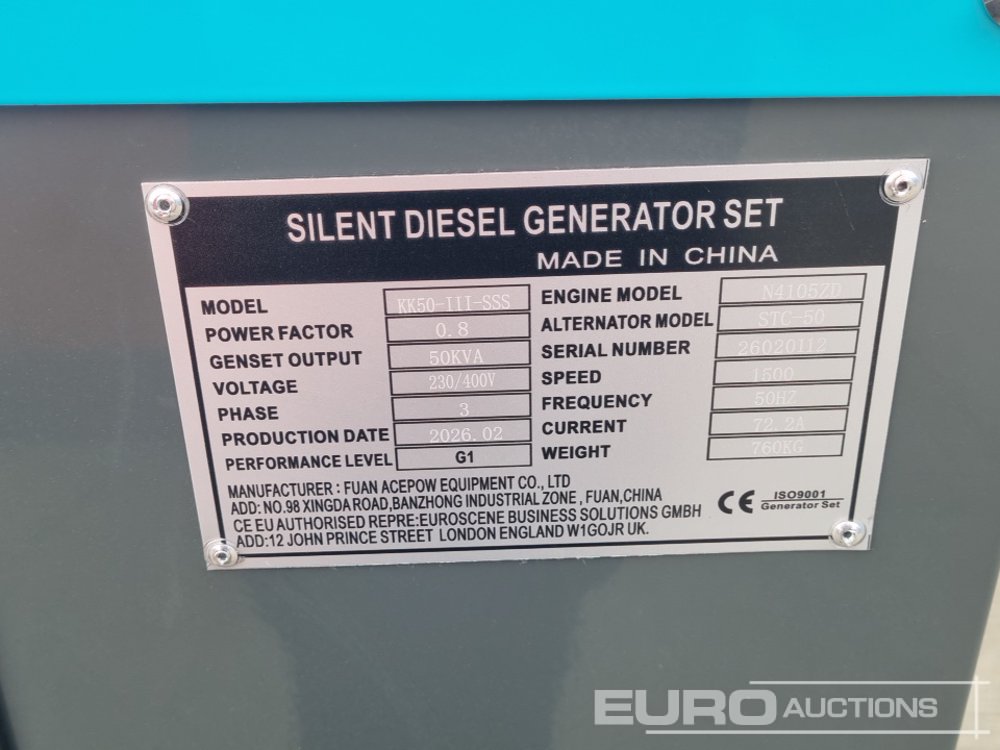 SILENT DIESEL GENERATOR SET
MADE IN CHINA
MODEL KK50-III-SSS
POWER FACTOR 0.8
GENSET OUTPUT 50KVA
VOLTAGE 230/400V
PHASE 3
PRODUCTION DATE 2026.02
PERFORMANCE LEVEL G1
ENGINE MODEL N4105ZD
ALTERNATOR MODEL STC-50
SERIAL NUMBER 26020112
SPEED 1500
FREQUENCY 50HZ
CURRENT 72.2A
WEIGHT 760KG
MANUFACTURER : FUAN ACEPOW EQUIPMENT CO., LTD
ADD: NO.98 XINGDA ROAD,BANZHONG INDUSTRIAL ZONE , FUAN,CHINA
CE EU AUTHORISED REPRE:EUROSCENE BUSINESS SOLUTIONS GMBH
ADD:12 JOHN PRINCE STREET LONDON ENGLAND W1GOJR UK.
CE ISO9001
Generator Set
EURO AUCTIONS